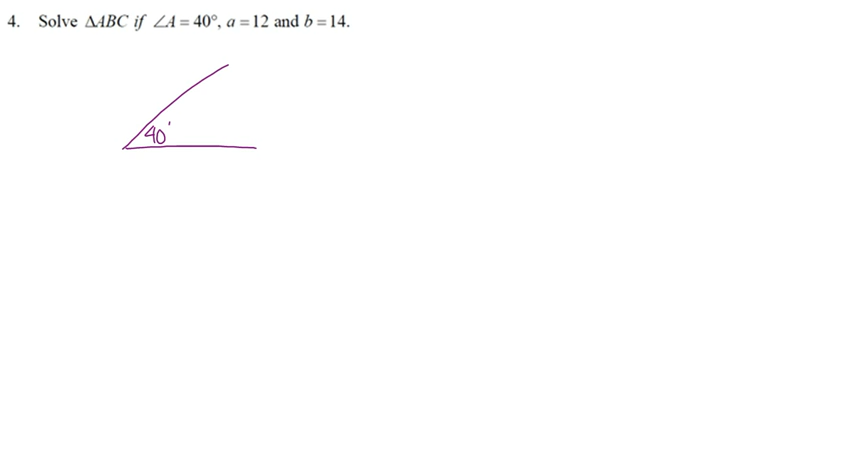 4. Solve ΔABC if ∠A = 40°, a = 12 and b = 14.
40°